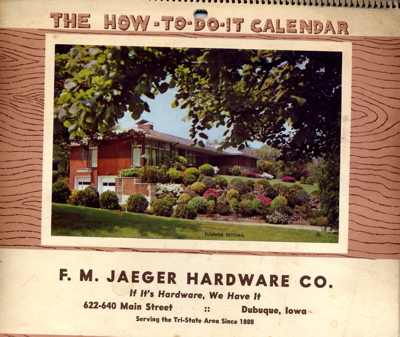 THE HOW-TO-DO-IT CALENDAR
SUMMER SETTING
F. M. JAEGER HARDWARE CO.
If It's Hardware, We Have It
622-640 Main Street :: Dubuque, Iowa
Serving the Tri-State Area Since 1888